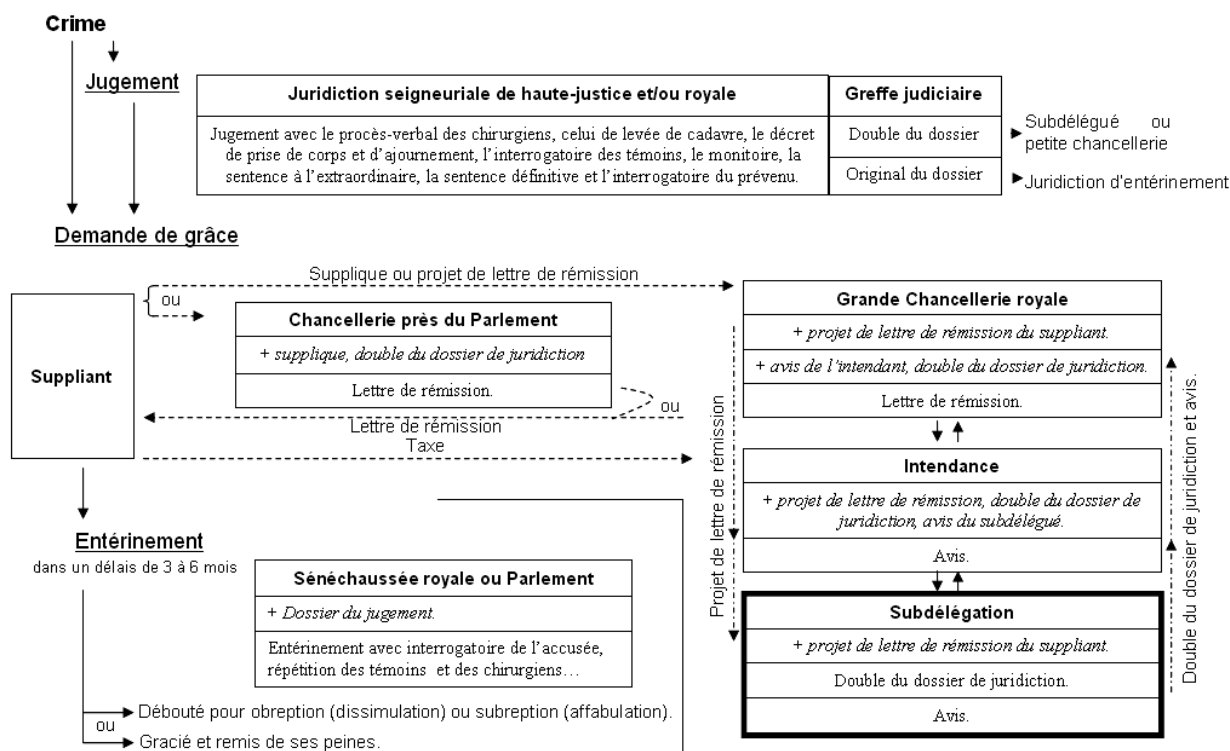 Crime
Jugement
Juridiction seigneuriale de haute-justice et/ou royale
Greffe judiciaire
Jugement avec le procès-verbal des chirurgiens, celui de levée de cadavre, le décret
de prise de corps et d'ajournement, l'interrogatoire des témoins, le monitoire, la
sentence à l'extraordinaire, la sentence définitive et l'interrogatoire du prévenu.
Double du dossier
Original du dossier
Subdélégué ou
petite chancellerie
Juridiction d'entérinement
Demande de grâce
Supplique ou projet de lettre de rémission
ou
Suppliant
Chancellerie près du Parlement
+ supplique, double du dossier de juridiction
Lettre de rémission.
ou
Lettre de rémission
Taxe
Grande Chancellerie royale
+ projet de lettre de rémission du suppliant.
+ avis de l'intendant, double du dossier de juridiction.
Lettre de rémission.
Projet de lettre de rémission
Double du dossier de juridiction et avis.
Intendance
+ projet de lettre de rémission, double du dossier de
juridiction, avis du subdélégué.
Avis.
Subdélégation
+ projet de lettre de rémission du suppliant.
Double du dossier de juridiction.
Avis.
Entérinement
dans un délais de 3 à 6 mois
Sénéchaussée royale ou Parlement
+ Dossier du jugement.
Entérinement avec interrogatoire de l'accusée,
répétition des témoins et des chirurgiens…
Débouté pour obreption (dissimulation) ou subreption (affabulation).
ou
Gracié et remis de ses peines.